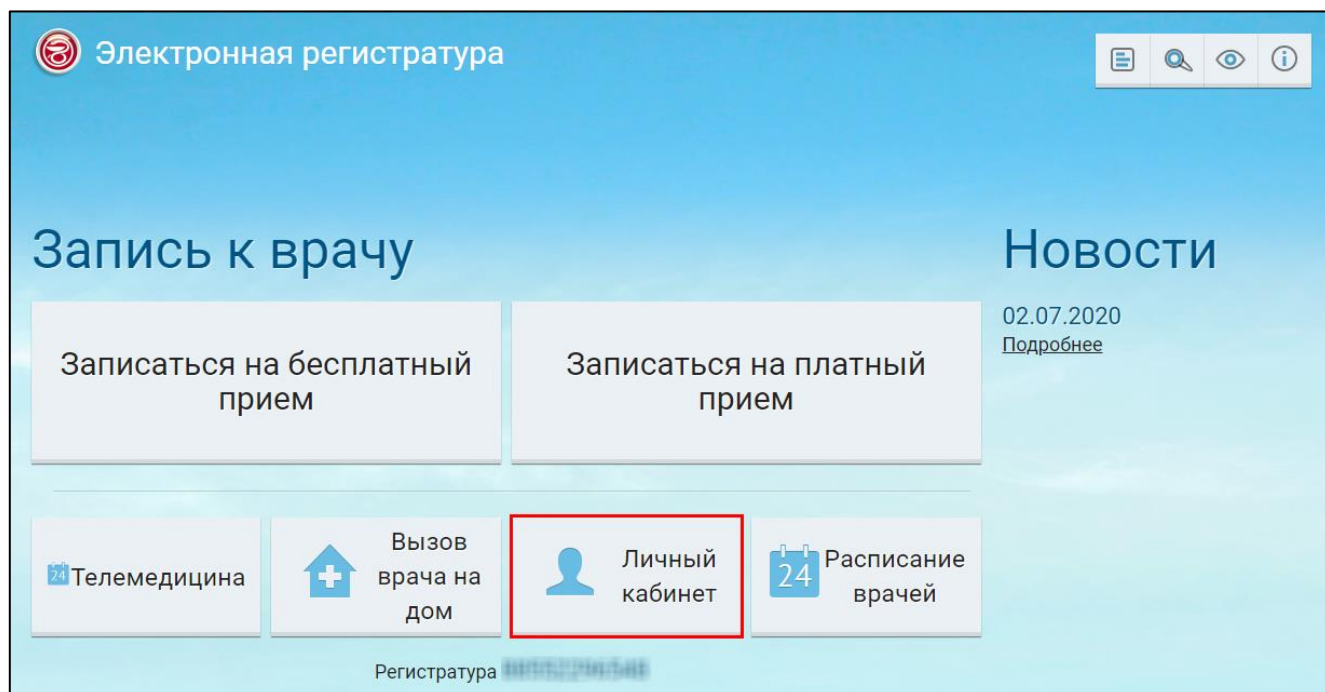 Электронная регистратура
Запись к врачу
Новости
02.07.2020
Подробнее
Записаться на бесплатный
прием
Записаться на платный
прием
24
Телемедицина
Вызов
врача на
дом
Личный
кабинет
24
Расписание
врачей
Регистратура